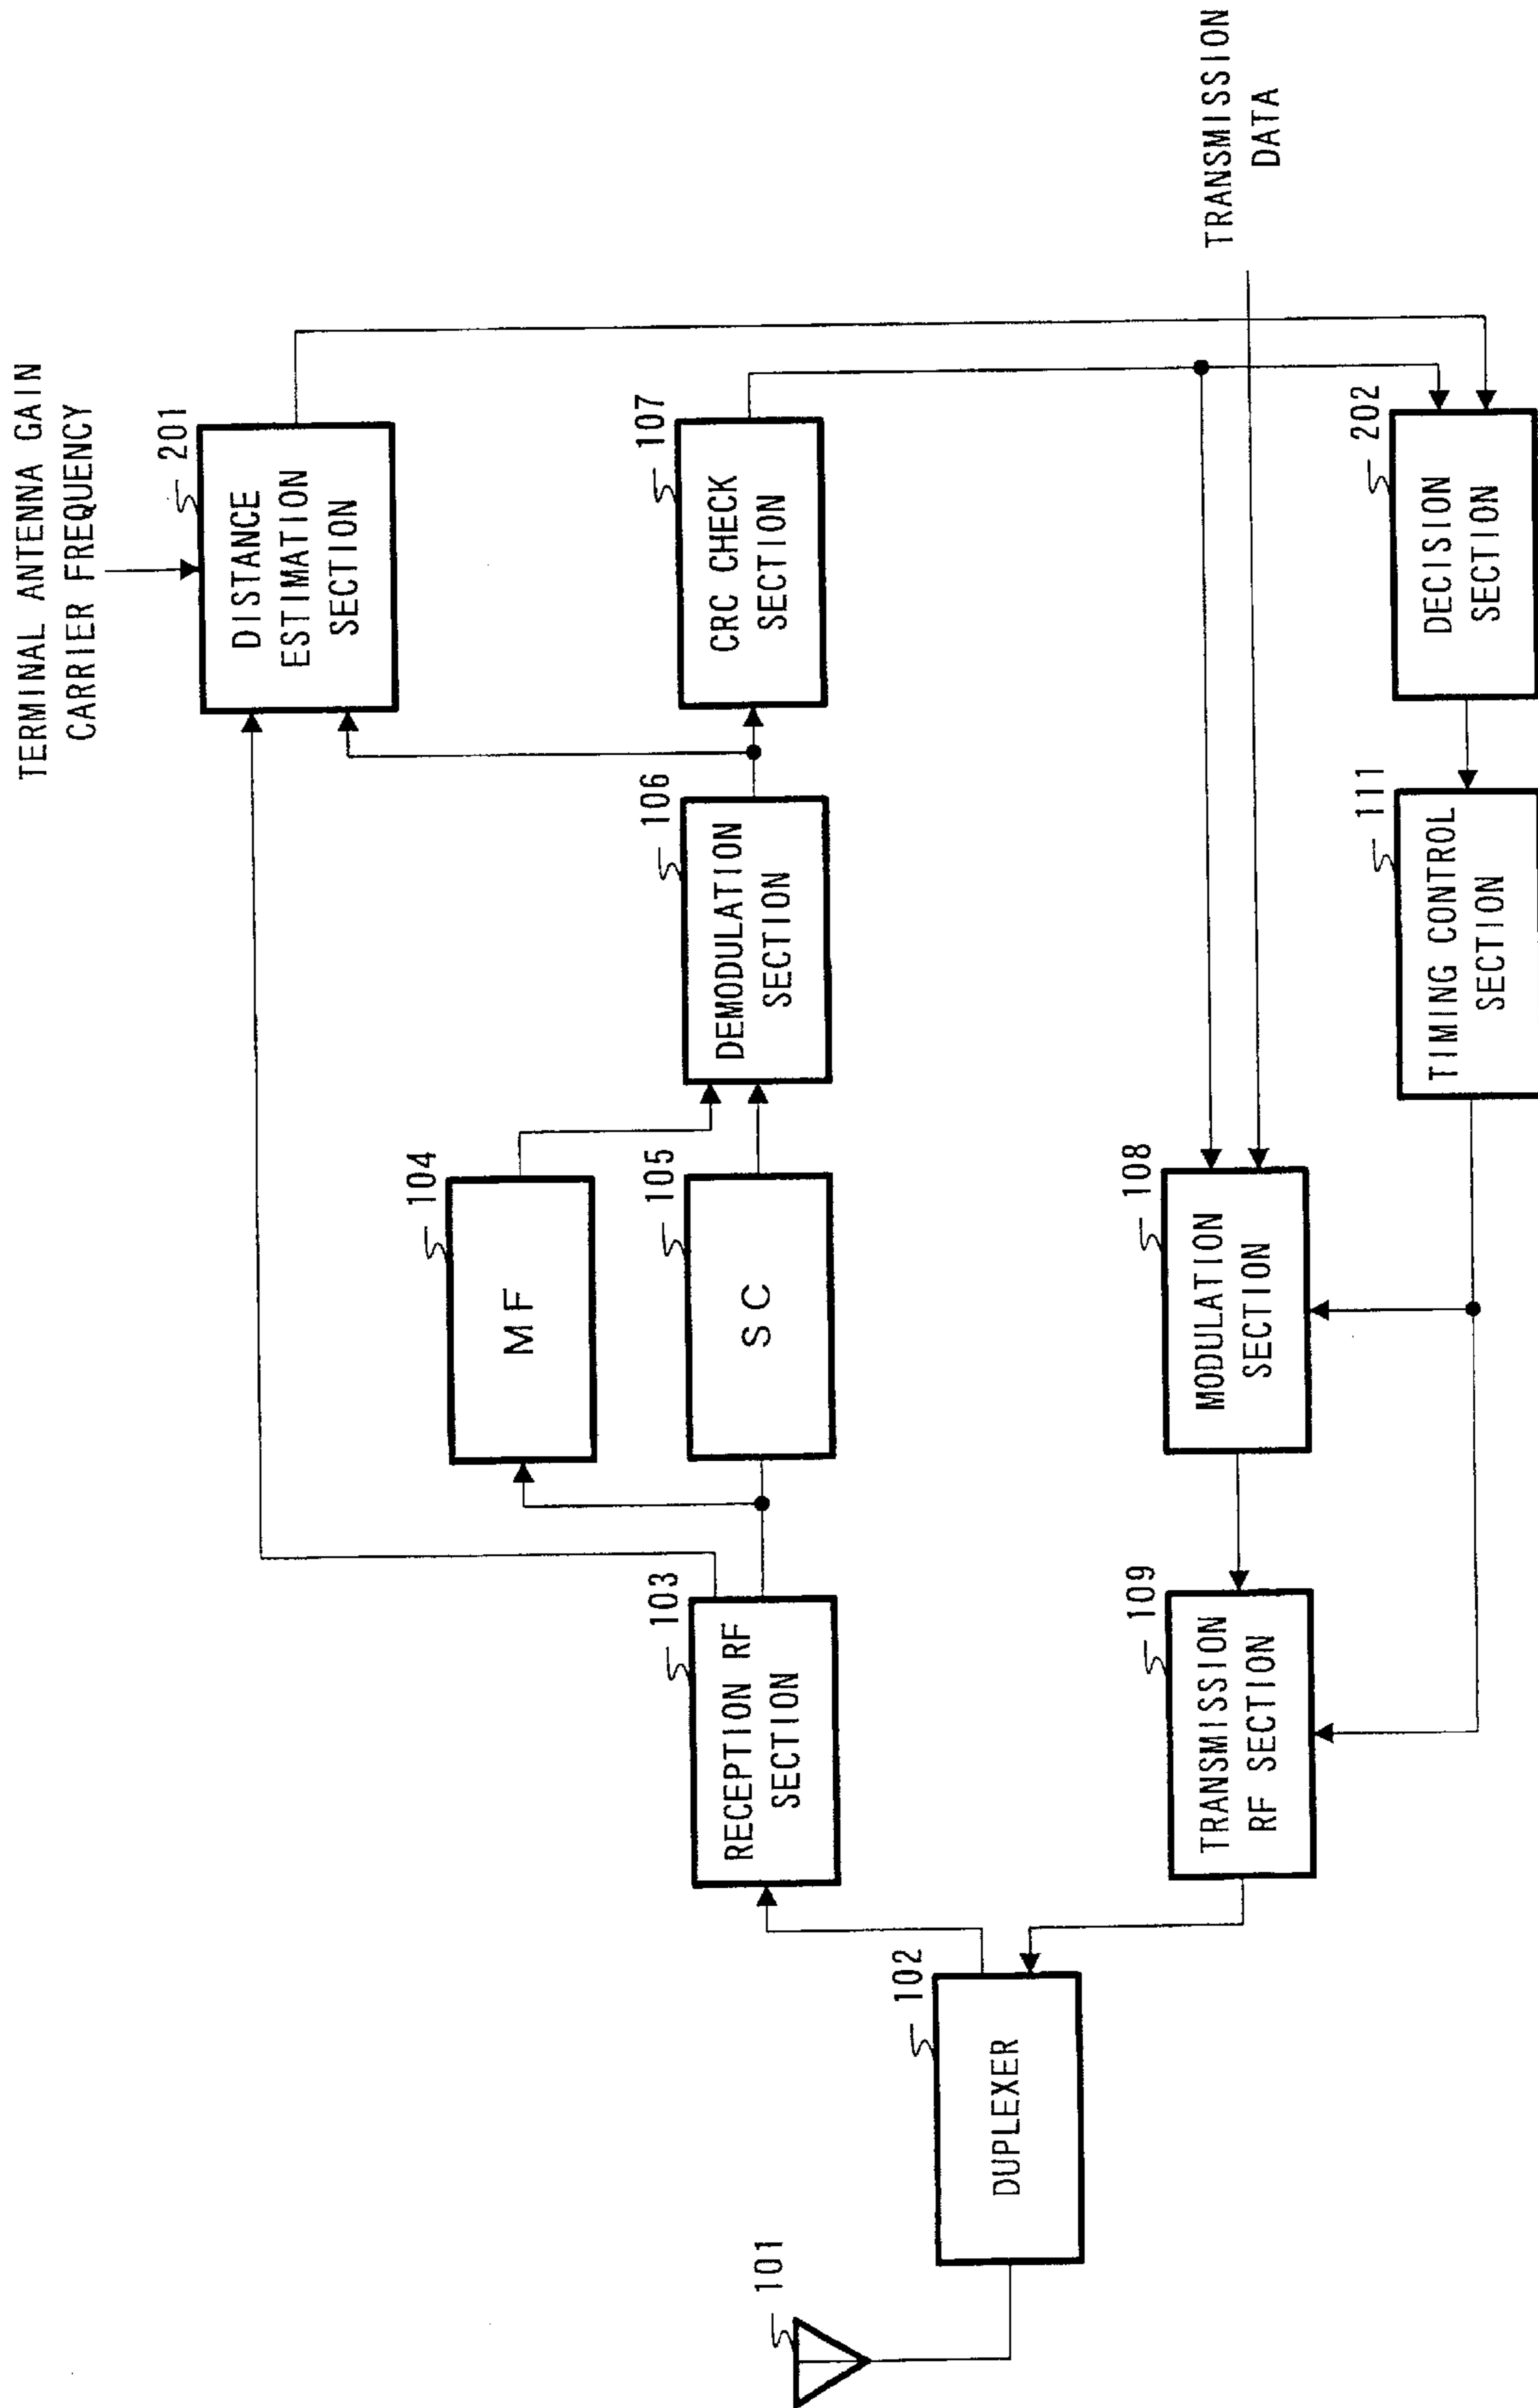 TERMINAL ANTENNA GAIN
CARRIER FREQUENCY
201
DISTANCE
ESTIMATION
SECTION
104
MF
101
102
DUPLEXER
103
RECEPTION RF
SECTION
105
SC
106
DEMODULATION
SECTION
107
CRC CHECK
SECTION
109
TRANSMISSION
RF SECTION
108
MODULATION
SECTION
TRANSMISSION
DATA
111
TIMING CONTROL
SECTION
202
DECISION
SECTION